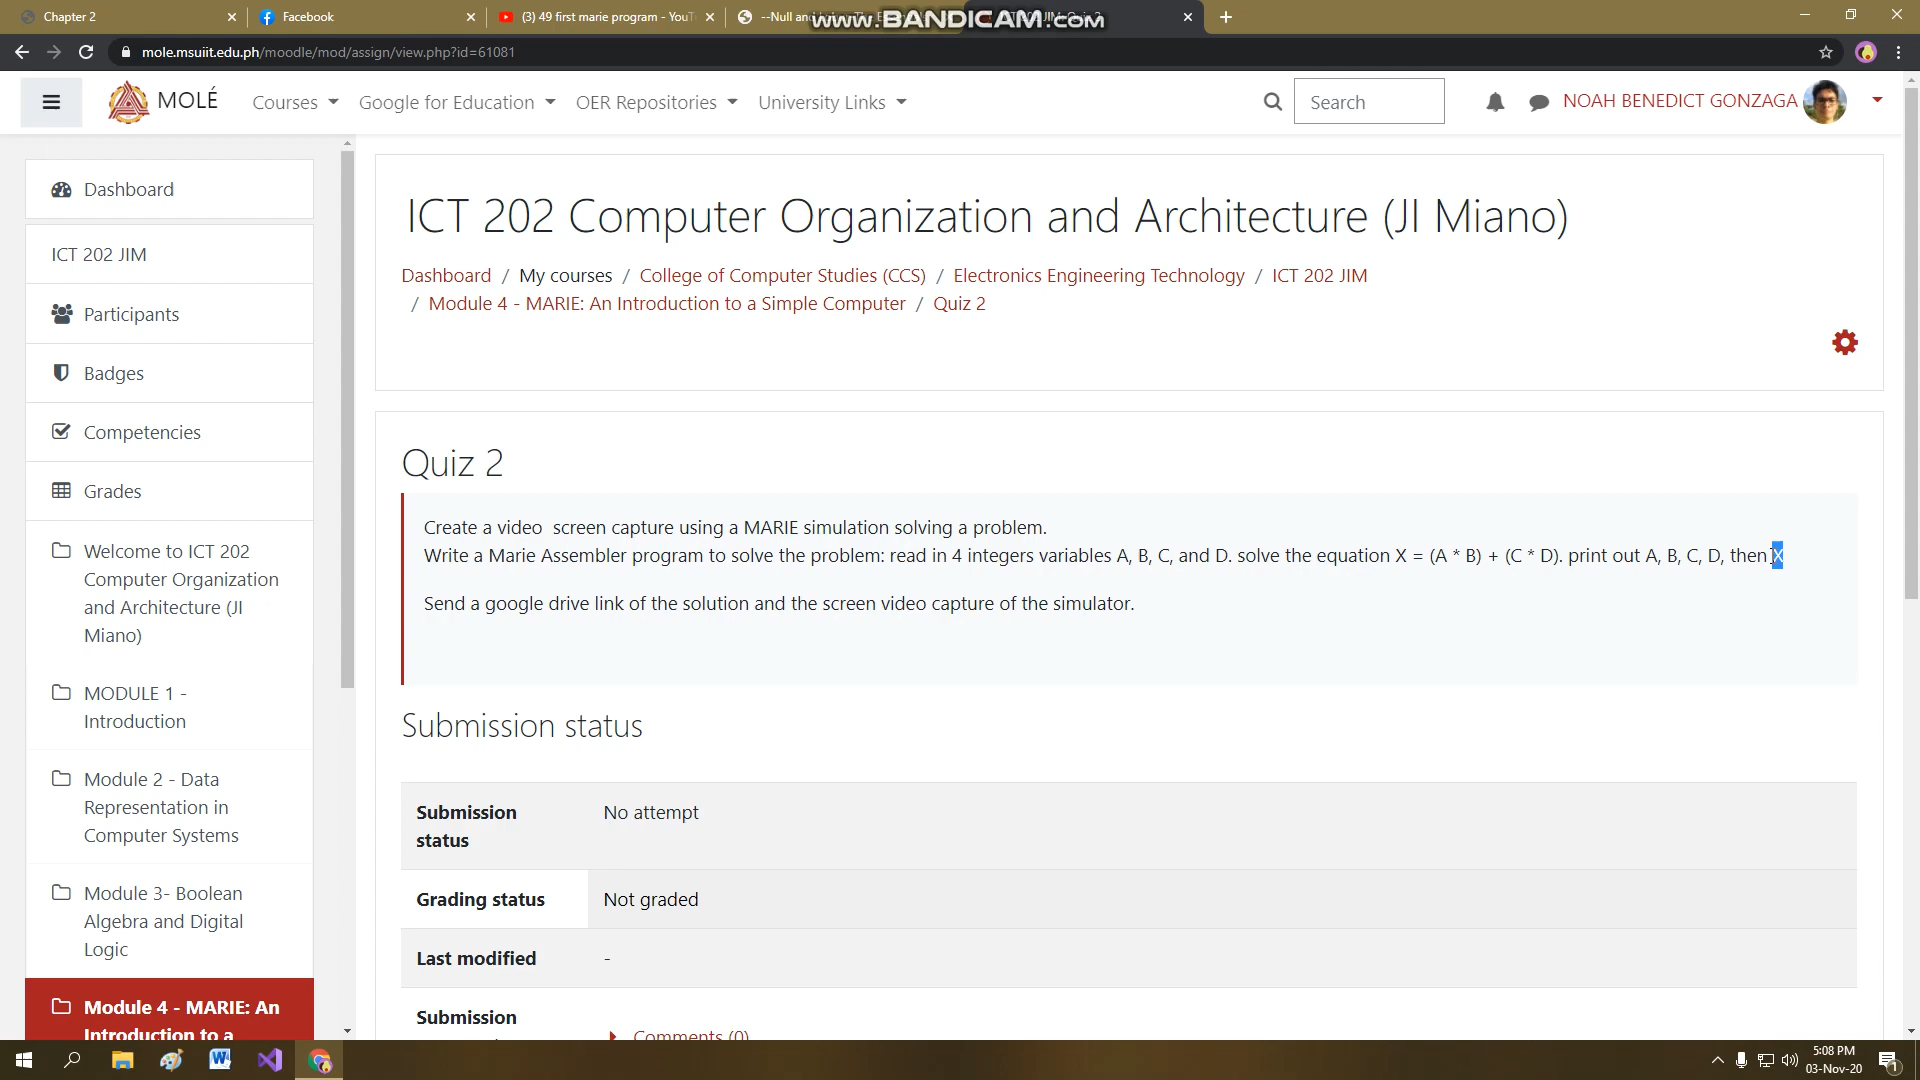 Chapter 2
Facebook
(3) 49 first marie program - YouT
www.BANDICAM.com
mole.msuiit.edu.ph/moodle/mod/assign/view.php?id=61081
MOLÉ
Courses
Google for Education
OER Repositories
University Links
Search
NOAH BENEDICT GONZAGA
Dashboard
ICT 202 JIM
Participants
Badges
Competencies
Grades
Welcome to ICT 202
Computer Organization
and Architecture (JI
Miano)
MODULE 1 -
Introduction
Module 2 - Data
Representation in
Computer Systems
Module 3- Boolean
Algebra and Digital
Logic
Module 4 - MARIE: An
Introduction to a
ICT 202 Computer Organization and Architecture (JI Miano)
Dashboard / My courses / College of Computer Studies (CCS) / Electronics Engineering Technology / ICT 202 JIM
/ Module 4 - MARIE: An Introduction to a Simple Computer / Quiz 2
Quiz 2
Create a video screen capture using a MARIE simulation solving a problem.
Write a Marie Assembler program to solve the problem: read in 4 integers variables A, B, C, and D. solve the equation X = (A * B) + (C * D). print out A, B, C, D, then X
Send a google drive link of the solution and the screen video capture of the simulator.
Submission status
Submission
status
No attempt
Grading status
Not graded
Last modified
-
Submission
Comments (0)
5:08 PM
03-Nov-20
1